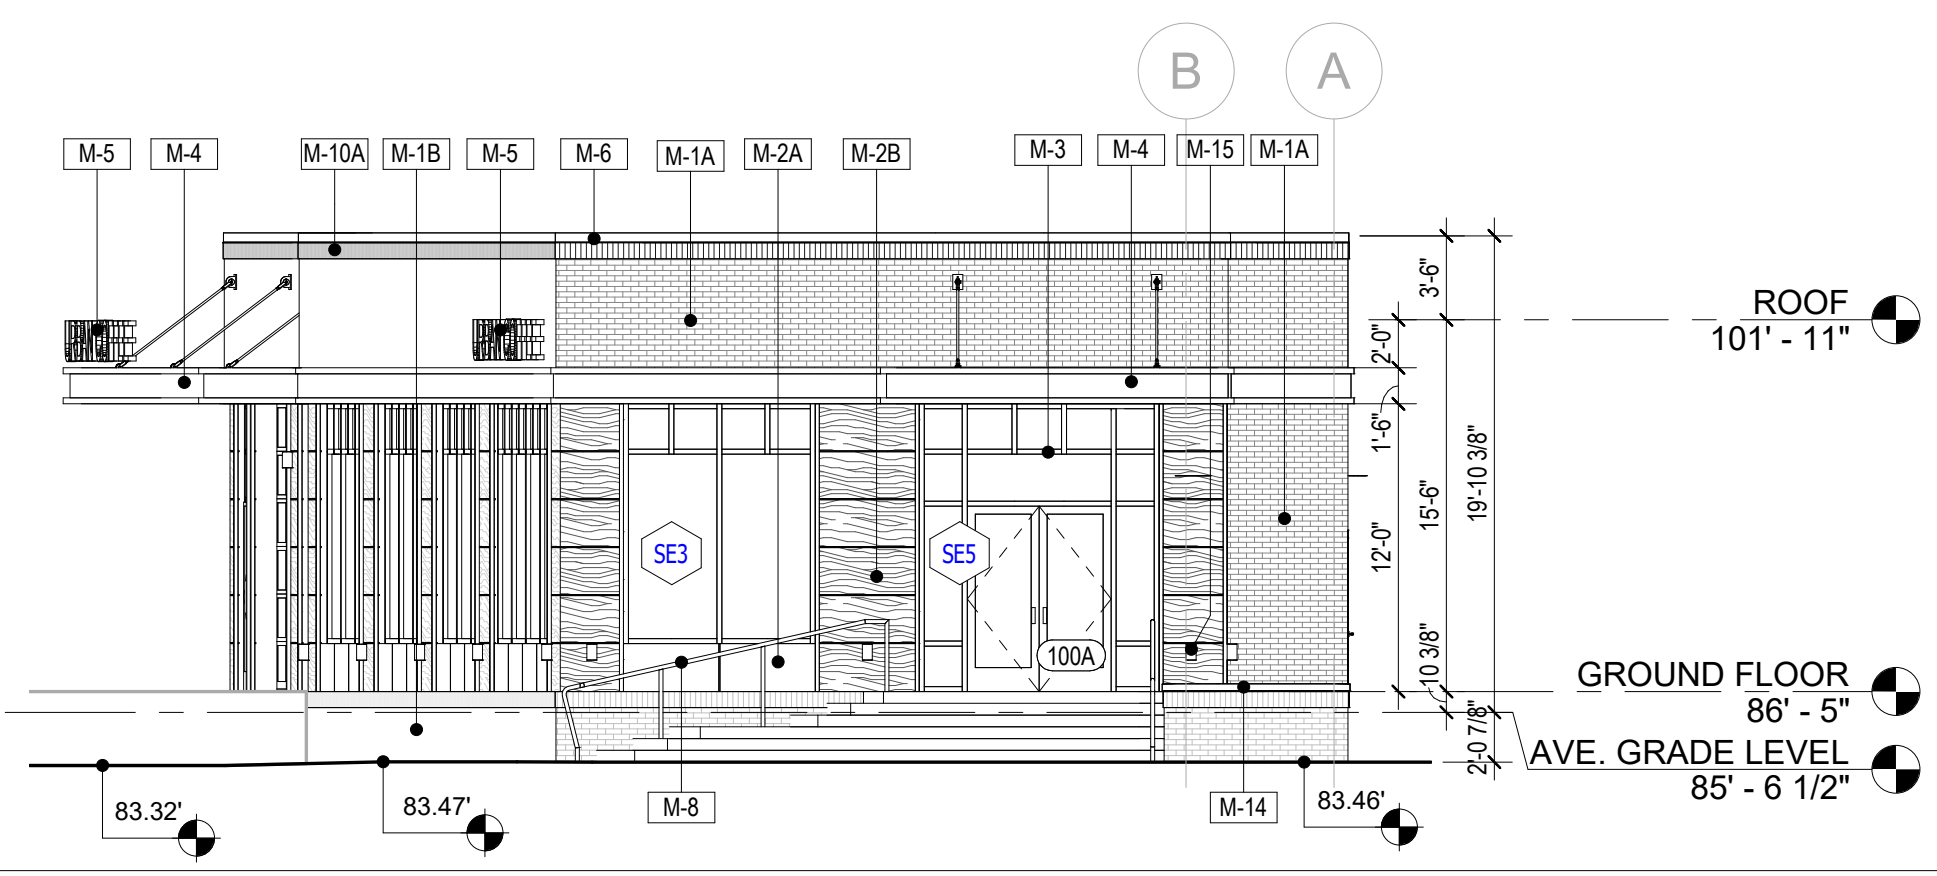 B
A
M-5
M-4
M-10A
M-1B
M-5
M-6
M-1A
M-2A
M-2B
M-3
M-4
M-15
M-1A
3'-6"
2'-0"
1'-6"
15'-6"
19'-10 3/8"
12'-0"
10 3/8"
2'-0 7/8"
ROOF
101' - 11"
SE3
SE5
100A
GROUND FLOOR
86' - 5"
AVE. GRADE LEVEL
85' - 6 1/2"
83.32'
83.47'
M-8
M-14
83.46'